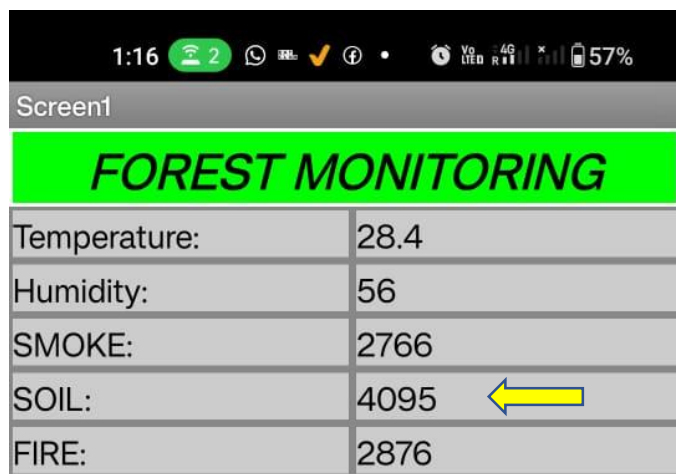 1:16 2 57%
Screen1
FOREST MONITORING
Temperature: 28.4
Humidity: 56
SMOKE: 2766
SOIL: 4095
FIRE: 2876